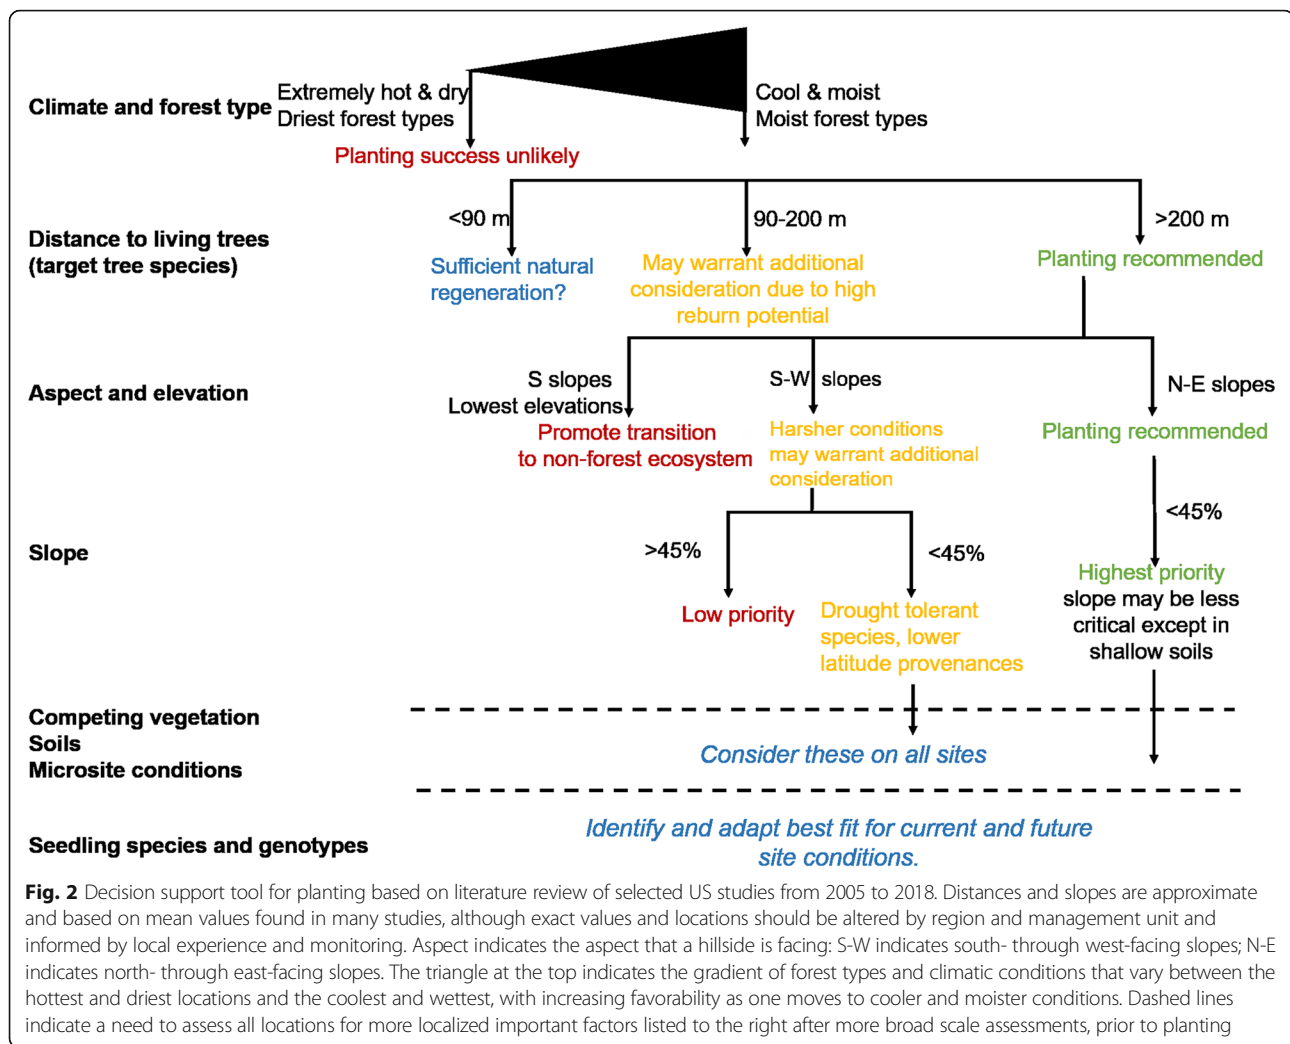 Climate and forest type
Extremely hot & dry
Driest forest types
Cool & moist
Moist forest types
Planting success unlikely
Distance to living trees
(target tree species)
<90 m
90-200 m
>200 m
Sufficient natural
regeneration?
May warrant additional
consideration due to high
reburn potential
Planting recommended
Aspect and elevation
S slopes
Lowest elevations
S-W slopes
N-E slopes
Promote transition
to non-forest ecosystem
Harsher conditions
may warrant additional
consideration
Planting recommended
Slope
>45%
<45%
<45%
Low priority
Drought tolerant
species, lower
latitude provenances
Highest priority
slope may be less
critical except in
shallow soils
Competing vegetation
Soils
Microsite conditions
Consider these on all sites
Seedling species and genotypes
Identify and adapt best fit for current and future
site conditions.
Fig. 2 Decision support tool for planting based on literature review of selected US studies from 2005 to 2018. Distances and slopes are approximate
and based on mean values found in many studies, although exact values and locations should be altered by region and management unit and
informed by local experience and monitoring. Aspect indicates the aspect that a hillside is facing: S-W indicates south- through west-facing slopes; N-E
indicates north- through east-facing slopes. The triangle at the top indicates the gradient of forest types and climatic conditions that vary between the
hottest and driest locations and the coolest and wettest, with increasing favorability as one moves to cooler and moister conditions. Dashed lines
indicate a need to assess all locations for more localized important factors listed to the right after more broad scale assessments, prior to planting